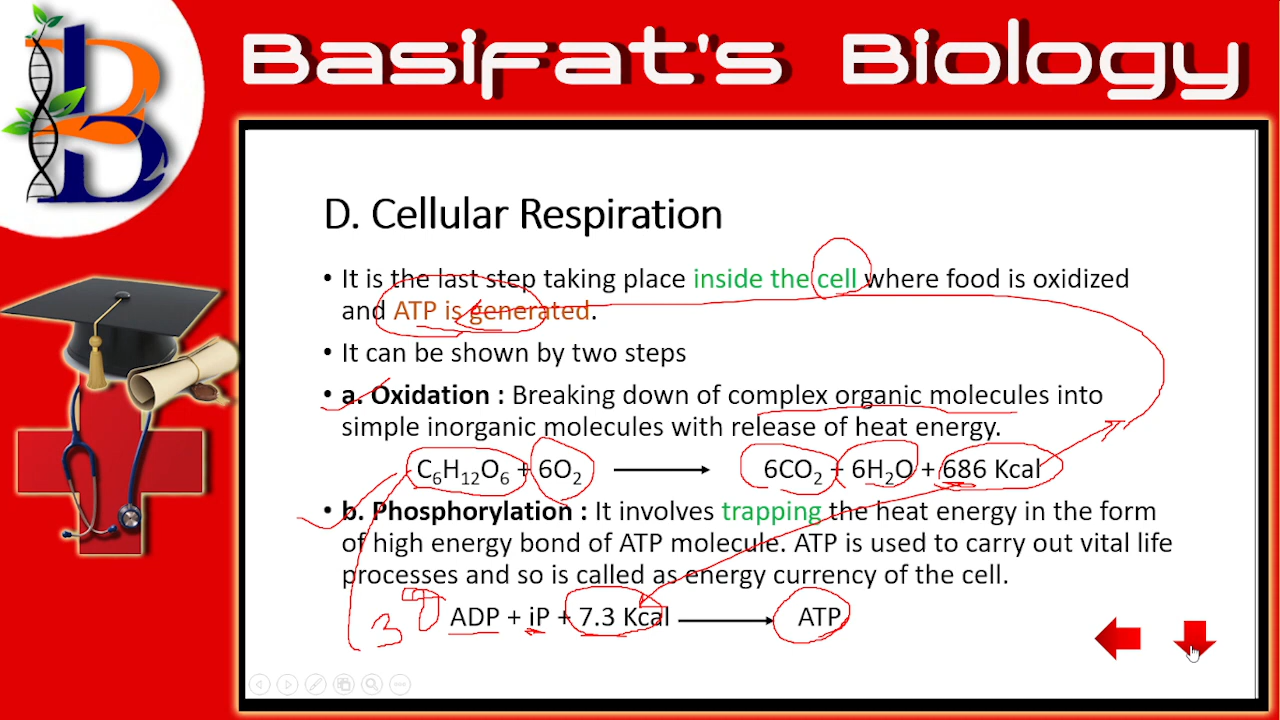 Basifat's Biology
D. Cellular Respiration
• It is the last step taking place inside the cell where food is oxidized
and ATP is generated.
• It can be shown by two steps
• a. Oxidation : Breaking down of complex organic molecules into
simple inorganic molecules with release of heat energy.
C₆H₁₂O₆ + 6O₂ → 6CO₂ + 6H₂O + 686 Kcal
• b. Phosphorylation : It involves trapping the heat energy in the form
of high energy bond of ATP molecule. ATP is used to carry out vital life
processes and so is called as energy currency of the cell.
38 ADP + iP + 7.3 Kcal → ATP